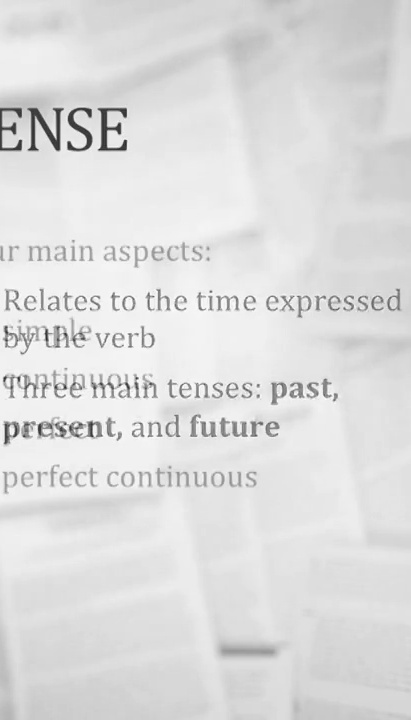 ENSE
ur main aspects:
Relates to the time expressed
simple
by the verb
continuous
Three main tenses: past,
present, and future
perfect continuous